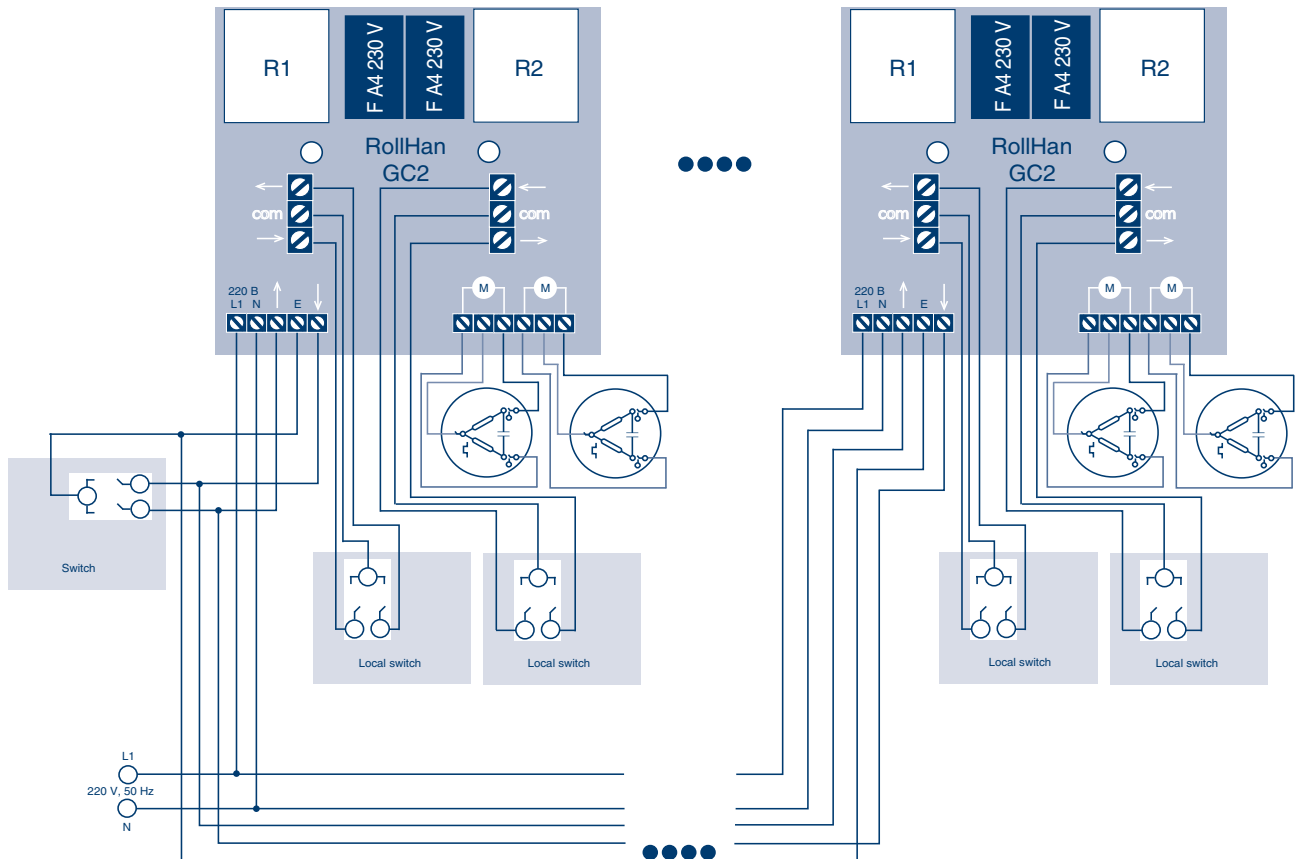 R1
F A4 230 V
F A4 230 V
R2
RollHan
GC2
com
com
220 В
L1 N E
M
M
R1
F A4 230 V
F A4 230 V
R2
RollHan
GC2
com
com
220 В
L1 N E
M
M
Switch
Local switch
Local switch
Local switch
Local switch
L1
220 V, 50 Hz
N